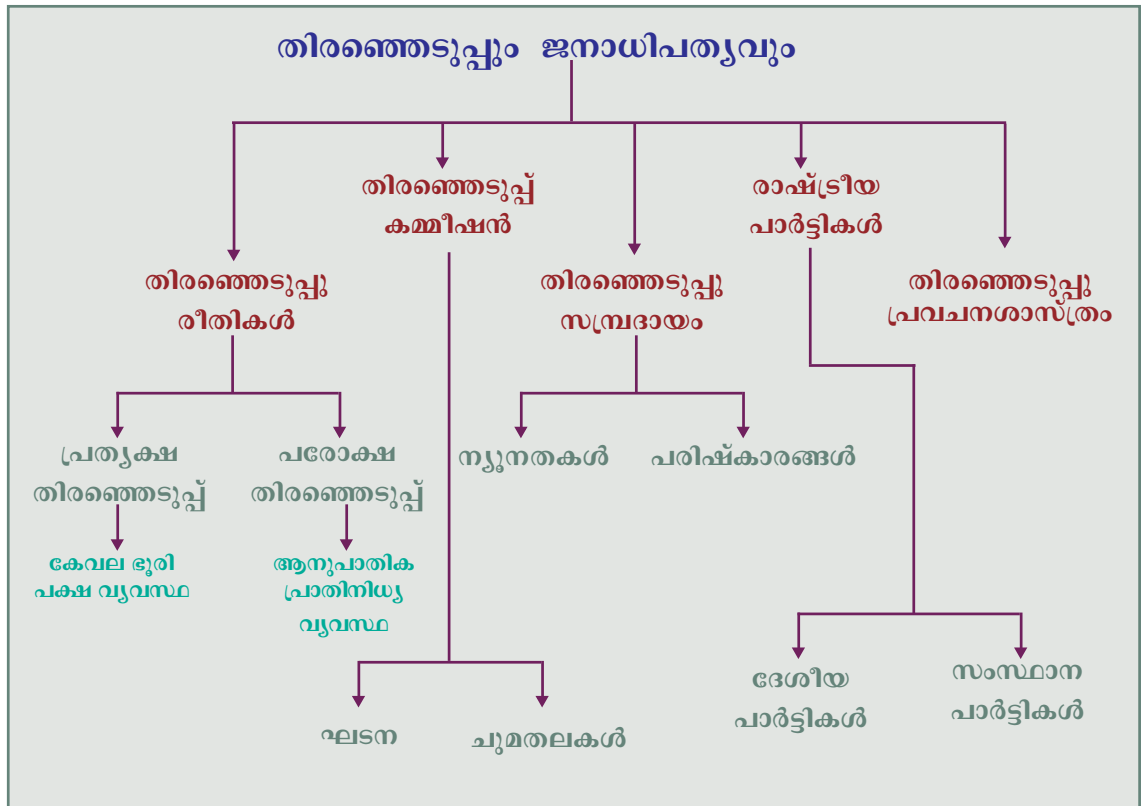 തിരഞ്ഞെടുപ്പും ജനാധിപത്യവും
തിരഞ്ഞെടുപ്പ്
കമ്മീഷൻ
രാഷ്ട്രീയ
പാർട്ടികൾ
തിരഞ്ഞെടുപ്പു
രീതികൾ
തിരഞ്ഞെടുപ്പു
സമ്പ്രദായം
തിരഞ്ഞെടുപ്പു
പ്രവചനശാസ്ത്രം
പ്രത്യക്ഷ
തിരഞ്ഞെടുപ്പ്
പരോക്ഷ
തിരഞ്ഞെടുപ്പ്
ന്യൂനതകൾ
പരിഷ്കാരങ്ങൾ
കേവല ഭൂരി
പക്ഷ വ്യവസ്ഥ
ആനുപാതിക
പ്രാതിനിധ്യ
വ്യവസ്ഥ
ഘടന
ചുമതലകൾ
ദേശീയ
പാർട്ടികൾ
സംസ്ഥാന
പാർട്ടികൾ